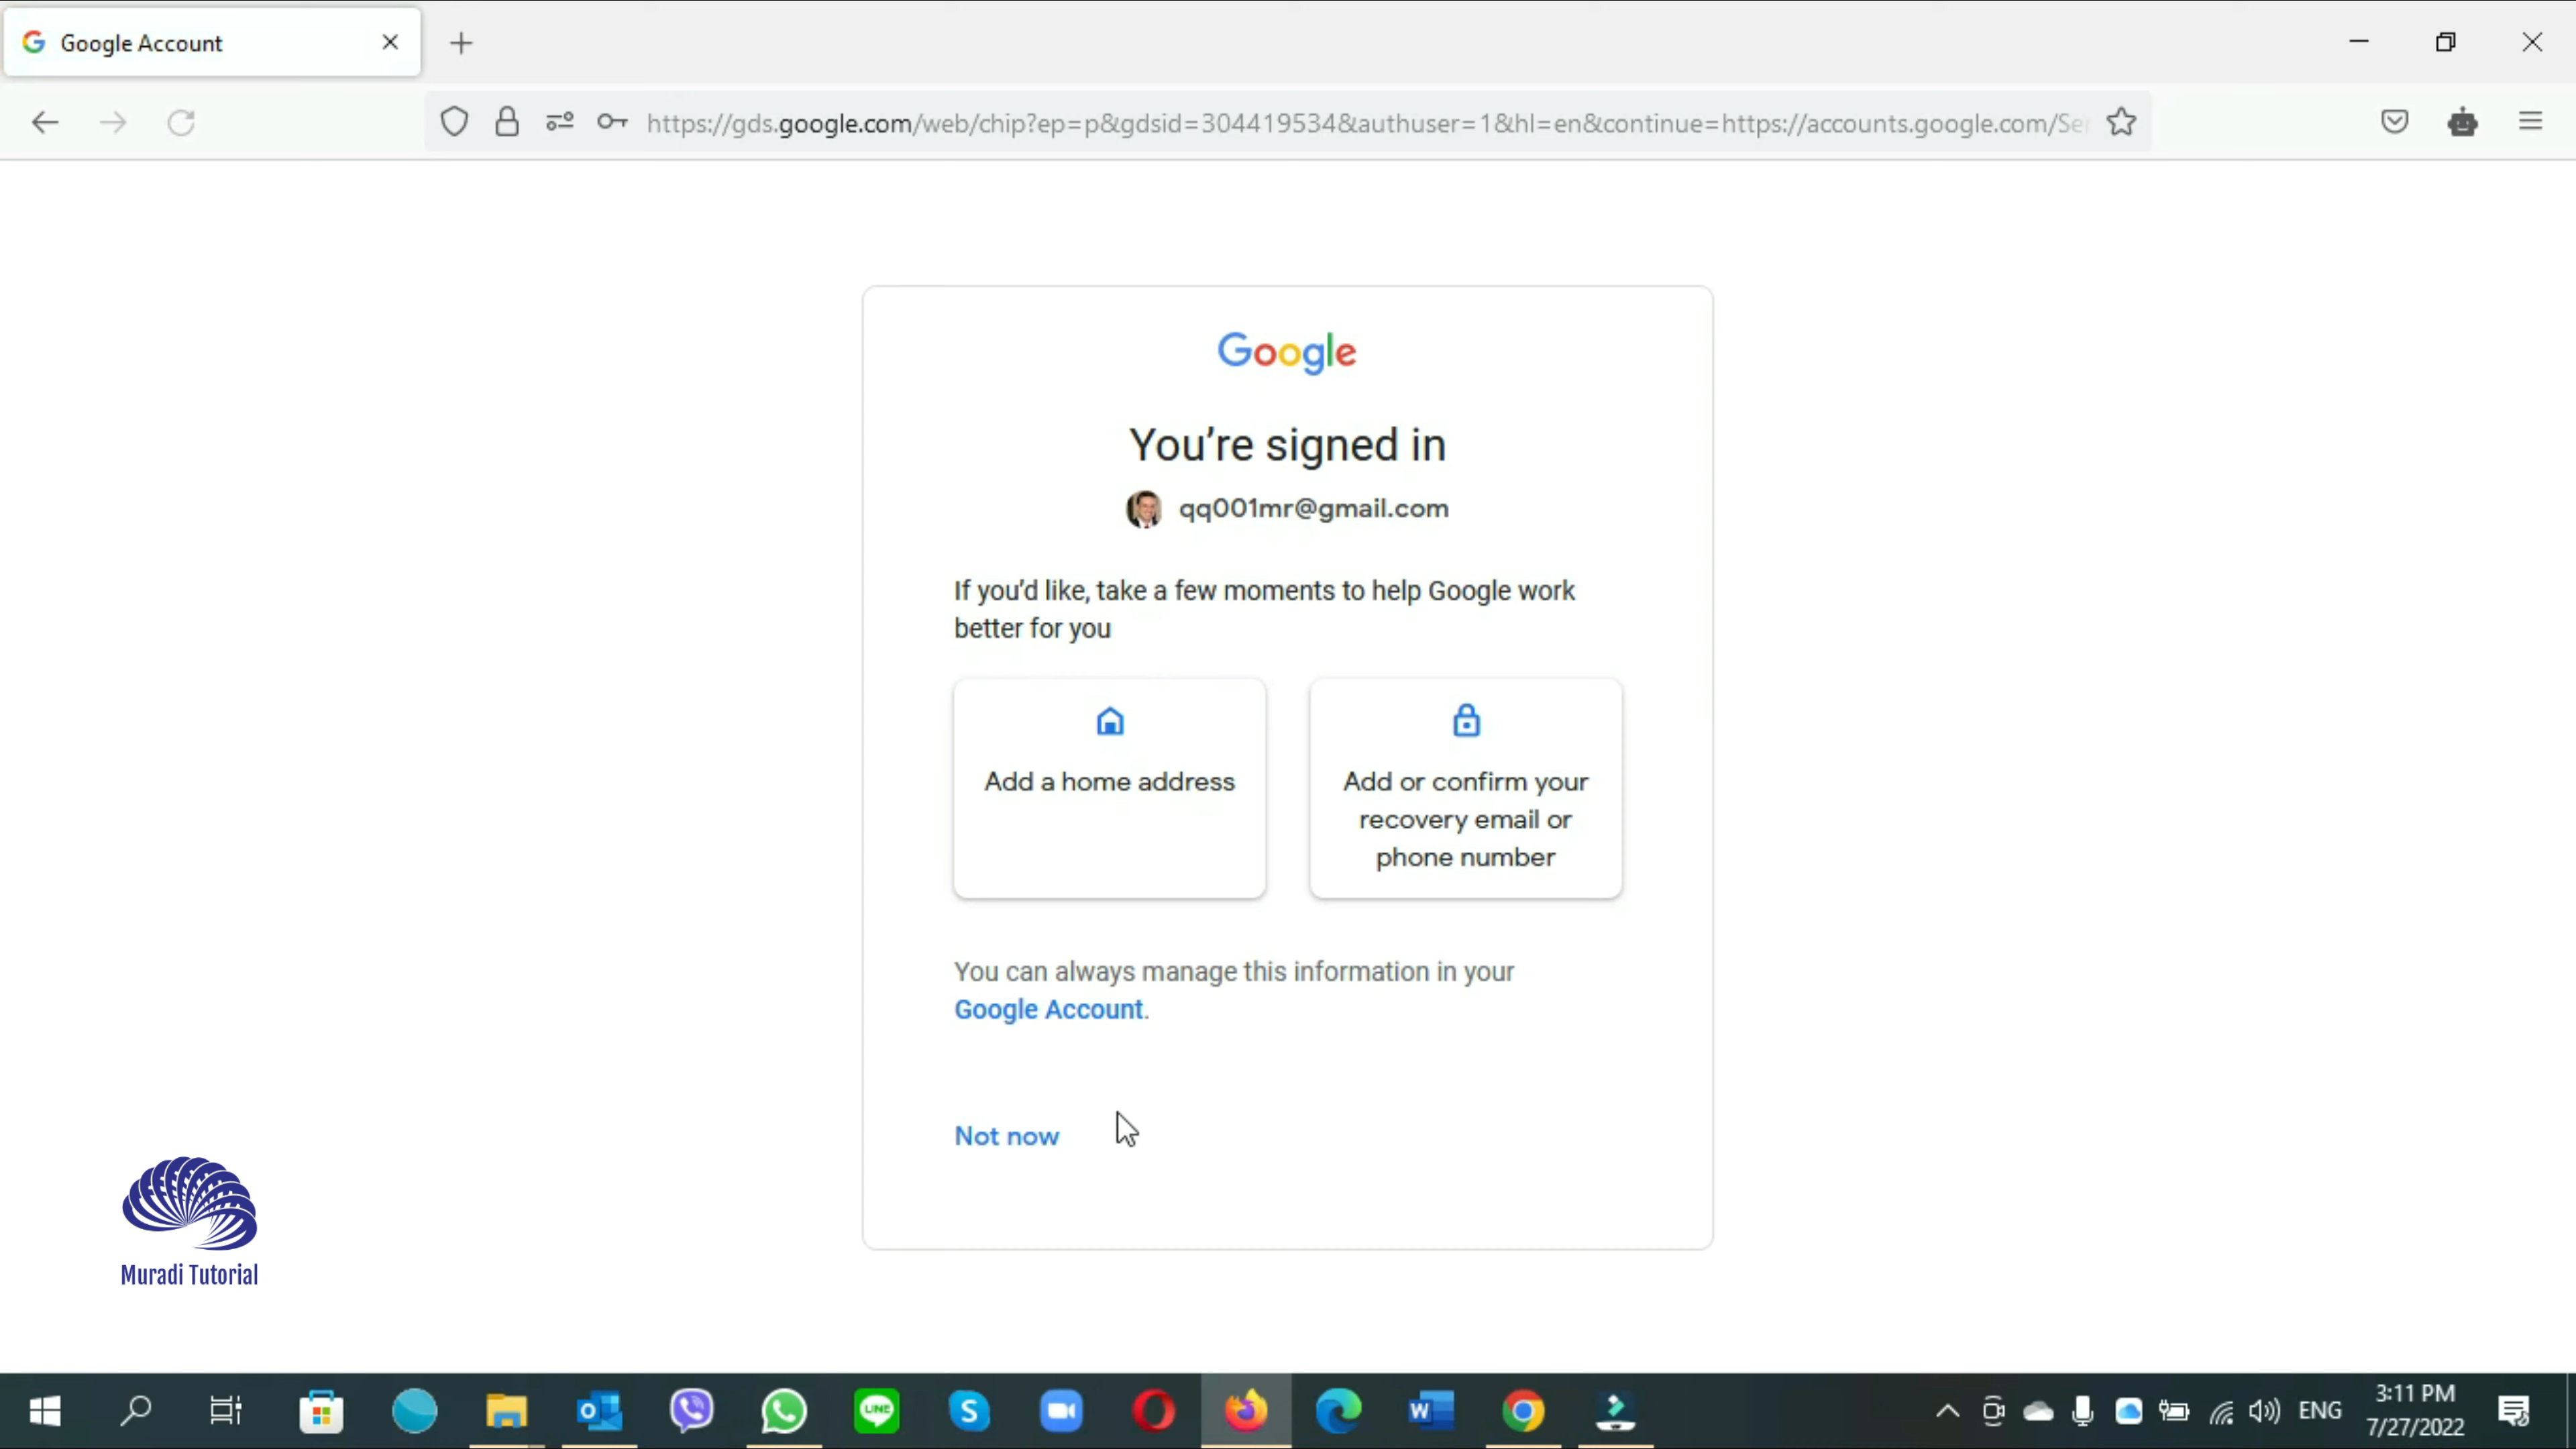 Google Account
https://gds.google.com/web/chip?ep=p&gdsid=304419534&authuser=1&hl=en&continue=https://accounts.google.com/Se
Google
You’re signed in
qq001mr@gmail.com
If you’d like, take a few moments to help Google work
better for you
Add a home address
Add or confirm your
recovery email or
phone number
You can always manage this information in your
Google Account.
Not now
Muradi Tutorial
LINE
ENG
3:11 PM
7/27/2022